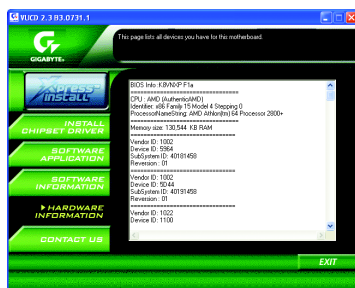 VUCD 2.3 B3.0731.1
This page lists all devices you have for this motherboard.
GIGABYTE
Xpress
INSTALL
INSTALL
CHIPSET DRIVER
SOFTWARE
APPLICATION
SOFTWARE
INFORMATION
HARDWARE
INFORMATION
CONTACT US
BIOS Info: K8VNXP F1a
==============================
CPU : AMD (AuthenticAMD)
Identifier: x86 Family 15 Model 4 Stepping 0
ProcessorNameString: AMD Athlon(tm) 64 Processor 2800+
==============================
Memory size: 130,544 KB RAM
==============================
Vendor ID: 1002
Device ID: 5964
SubSystem ID: 40181458
Reversion : 01
==============================
Vendor ID: 1002
Device ID: 5D44
SubSystem ID: 40191458
Reversion : 01
==============================
Vendor ID: 1022
Device ID: 1100
EXIT